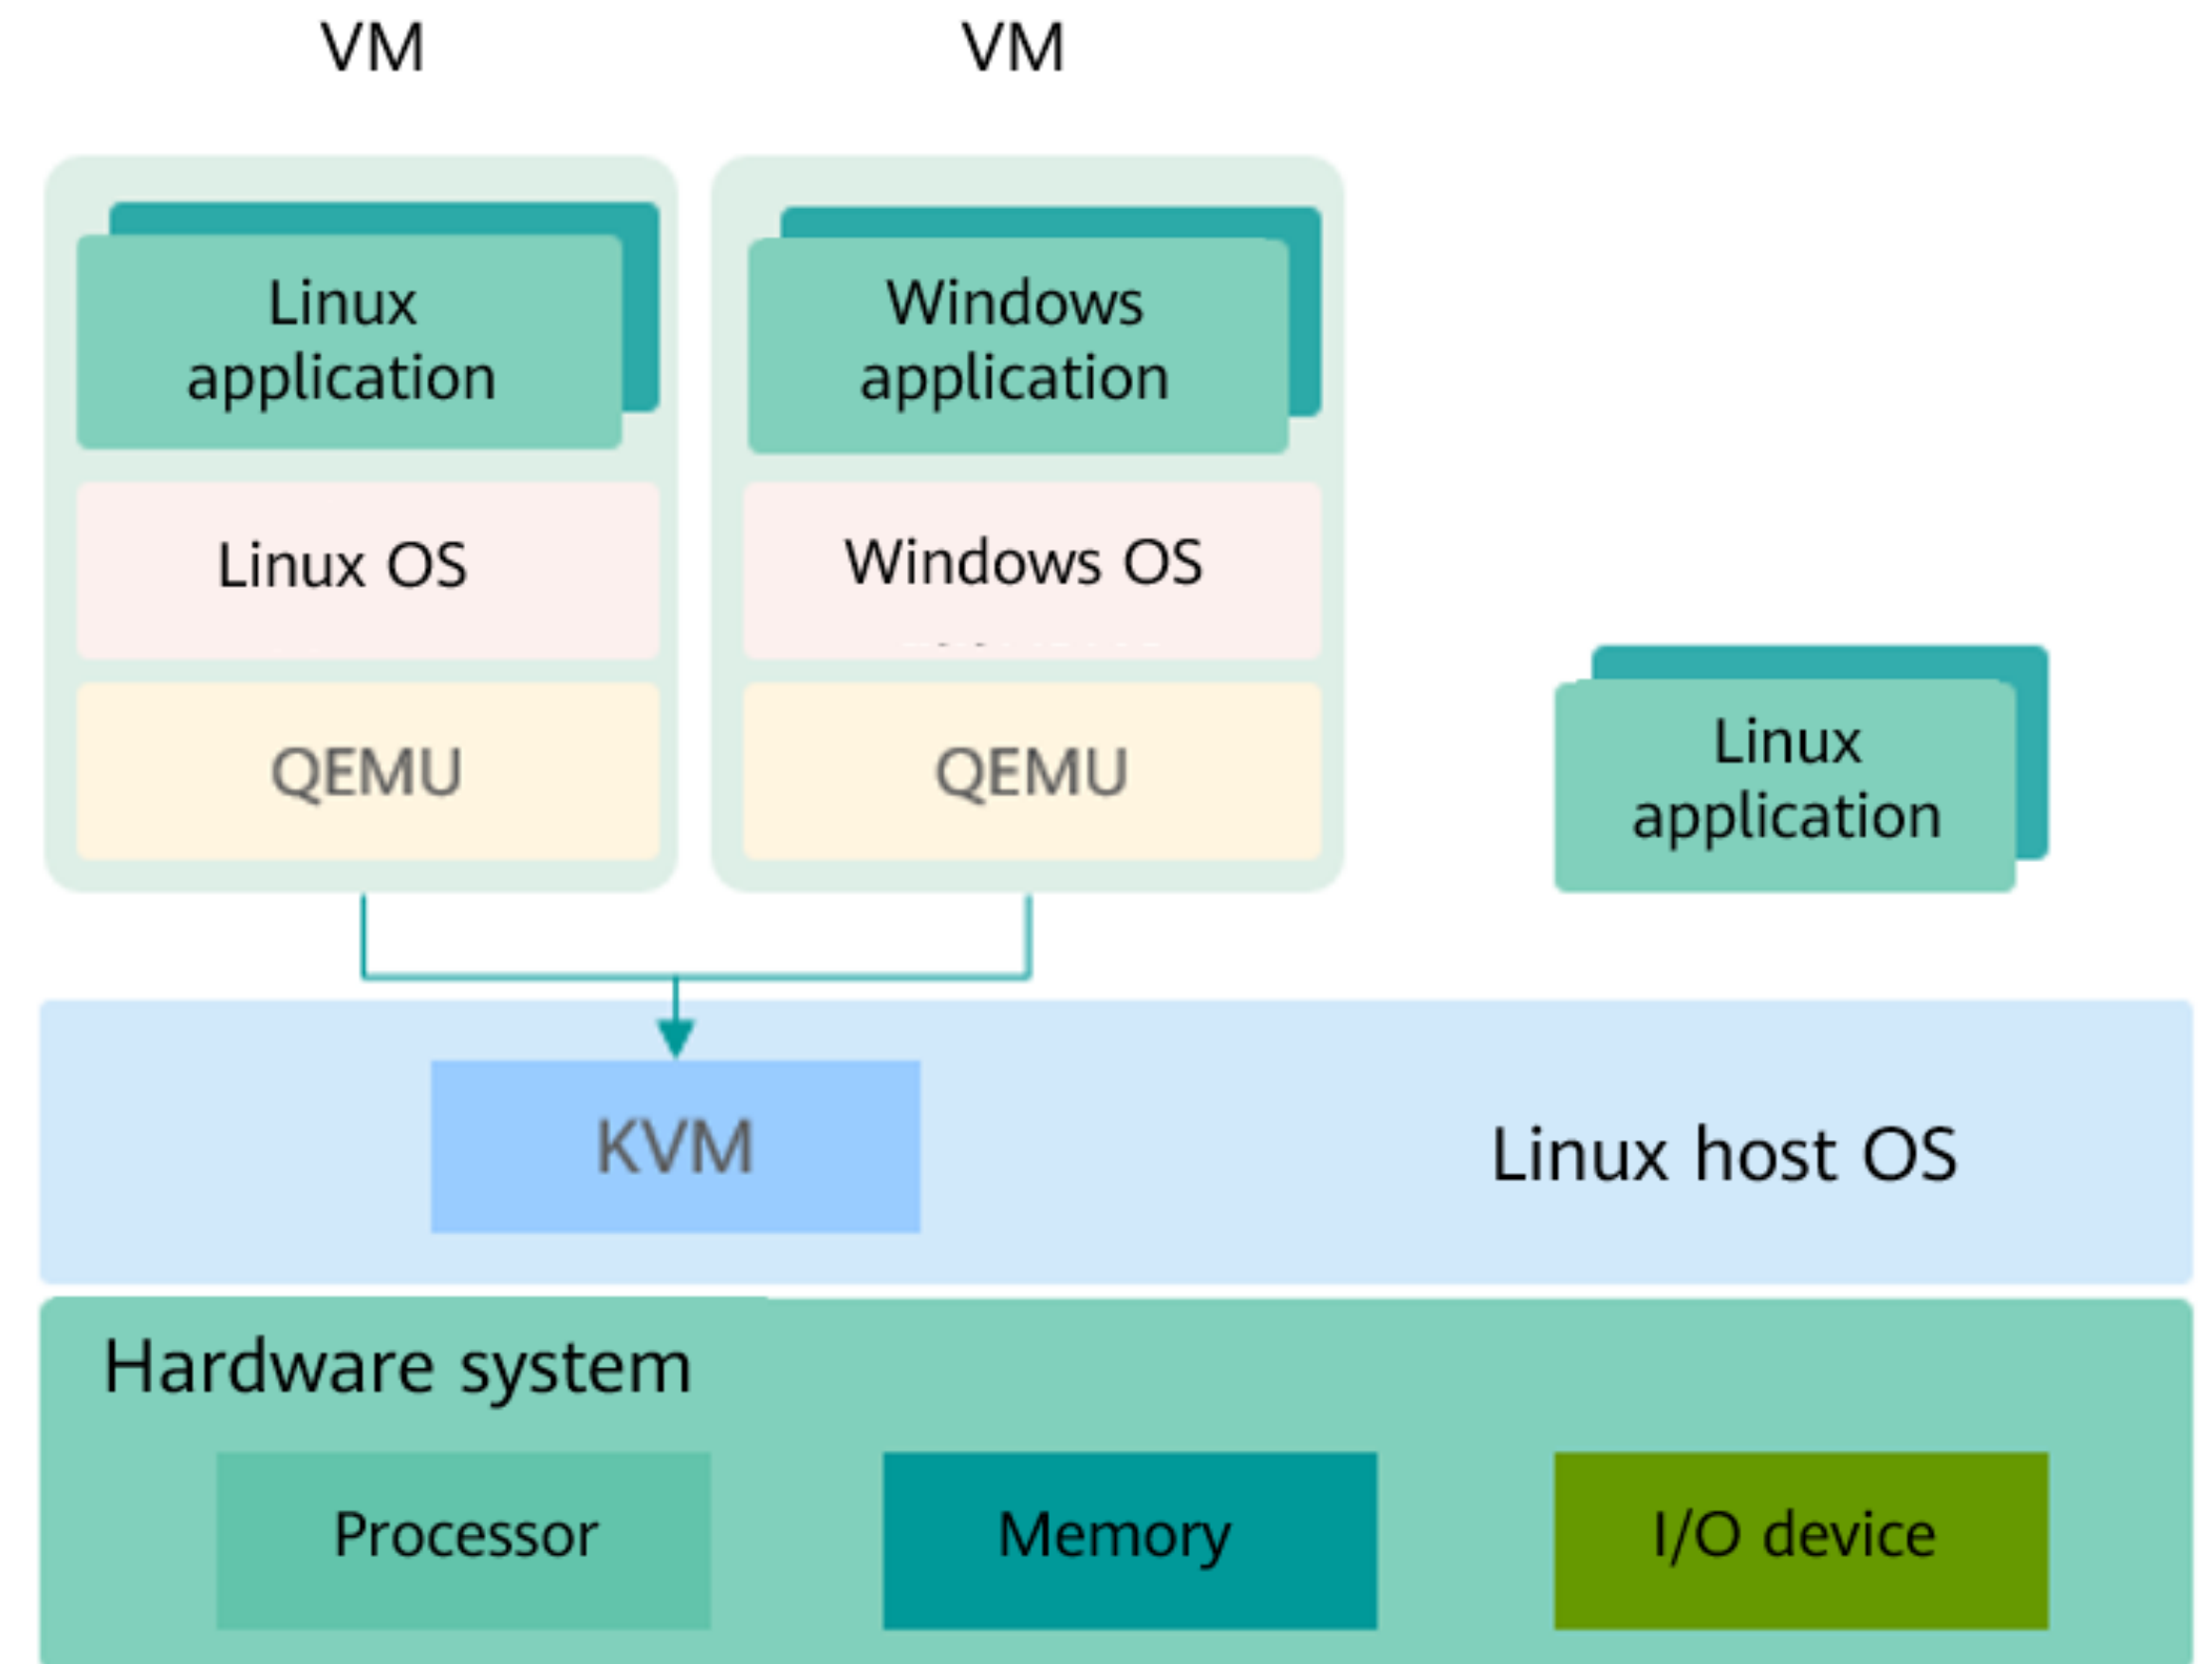 VM
VM
Linux
application
Windows
application
Linux OS
Windows OS
QEMU
QEMU
Linux
application
KVM
Linux host OS
Hardware system
Processor
Memory
I/O device